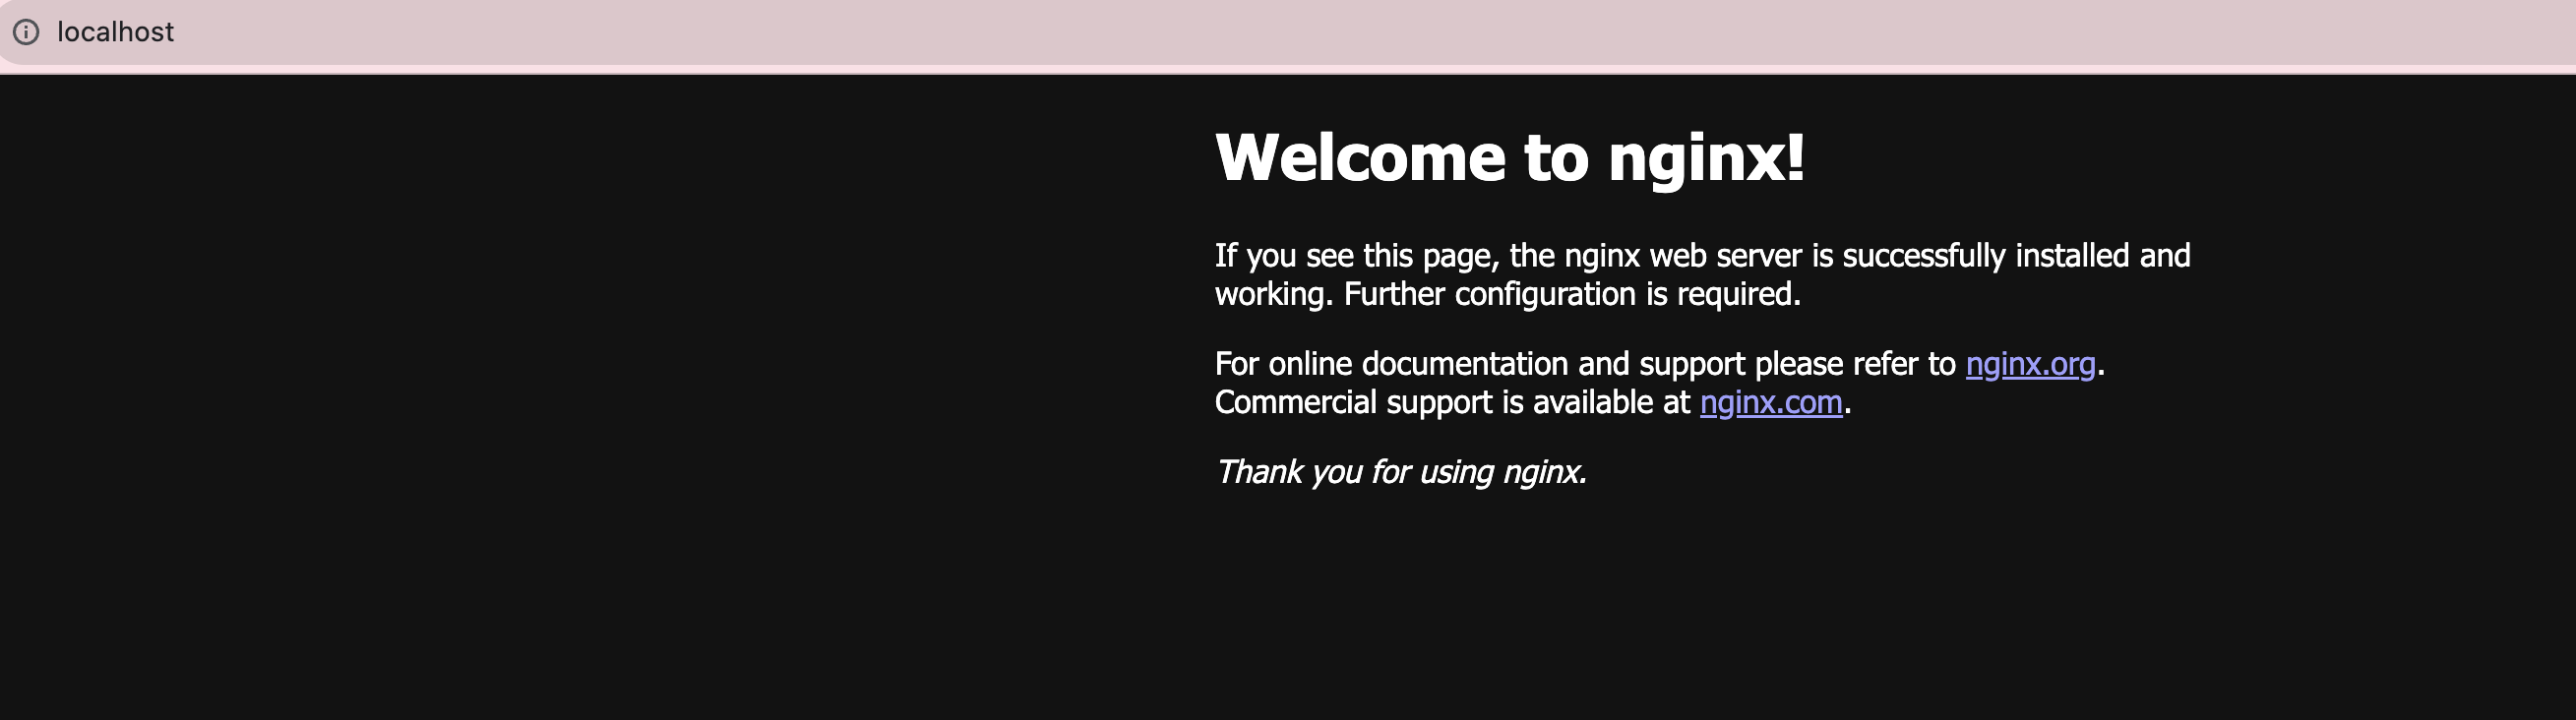 localhost
Welcome to nginx!
If you see this page, the nginx web server is successfully installed and
working. Further configuration is required.
For online documentation and support please refer to nginx.org.
Commercial support is available at nginx.com.
Thank you for using nginx.